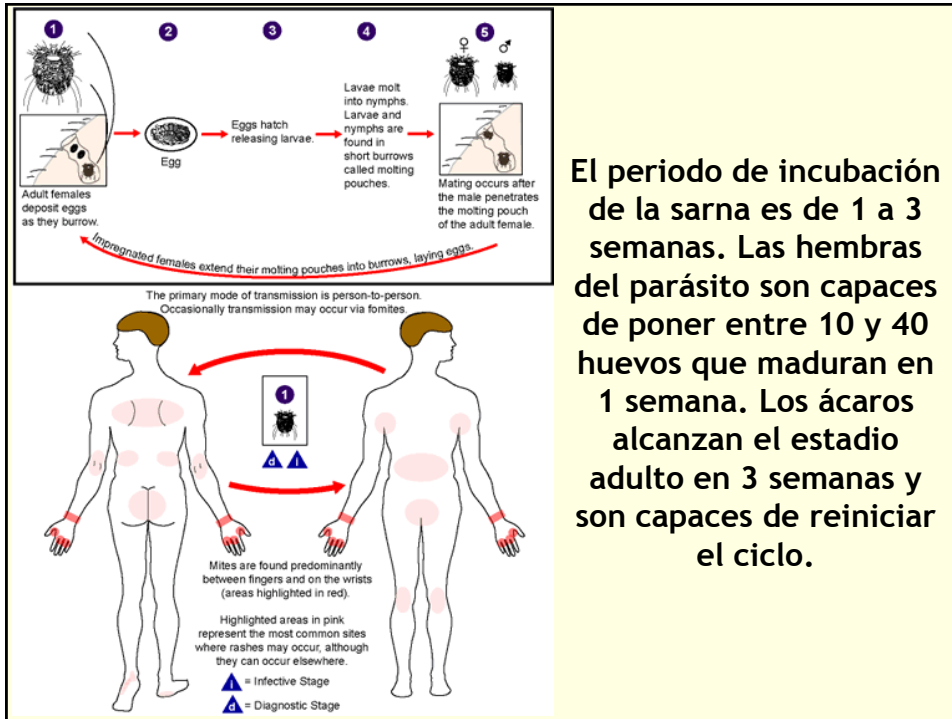 1
2
3
4
5
♀
♂
Adult females
deposit eggs
as they burrow.
Egg
Eggs hatch
releasing larvae.
Lavae molt
into nymphs.
Larvae and
nymphs are
found in
short burrows
called molting
pouches.
Mating occurs after
the male penetrates
the molting pouch
of the adult female.
Impregnated females extend their molting pouches into burrows, laying eggs.
The primary mode of transmission is person-to-person.
Occasionally transmission may occur via fomites.
1
d
i
Mites are found predominantly
between fingers and on the wrists
(areas highlighted in red).
Highlighted areas in pink
represent the most common sites
where rashes may occur, although
they can occur elsewhere.
i = Infective Stage
d = Diagnostic Stage
El periodo de incubación
de la sarna es de 1 a 3
semanas. Las hembras
del parásito son capaces
de poner entre 10 y 40
huevos que maduran en
1 semana. Los ácaros
alcanzan el estadio
adulto en 3 semanas y
son capaces de reiniciar
el ciclo.